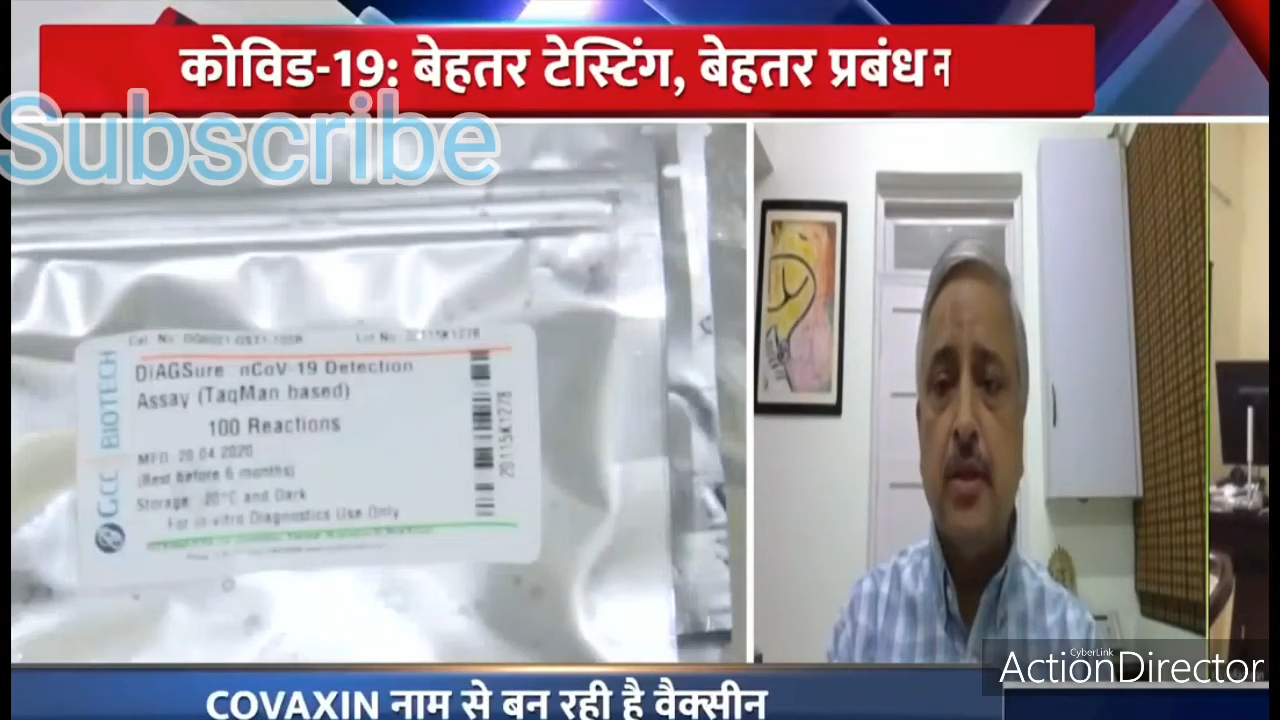 कोविड-19: बेहतर टेस्टिंग, बेहतर प्रबंधन
Subscribe
GCC BIOTECH
DiAGSure nCoV-19 Detection
Assay (TaqMan based)
100 Reactions
MFD: 20.04.2020
(Best before 6 months)
Storage: -20°C and Dark
For in-vitro Diagnostics Use Only
20115K1278
CyberLink
ActionDirector
COVAXIN नाम से बन रही है वैक्सीन